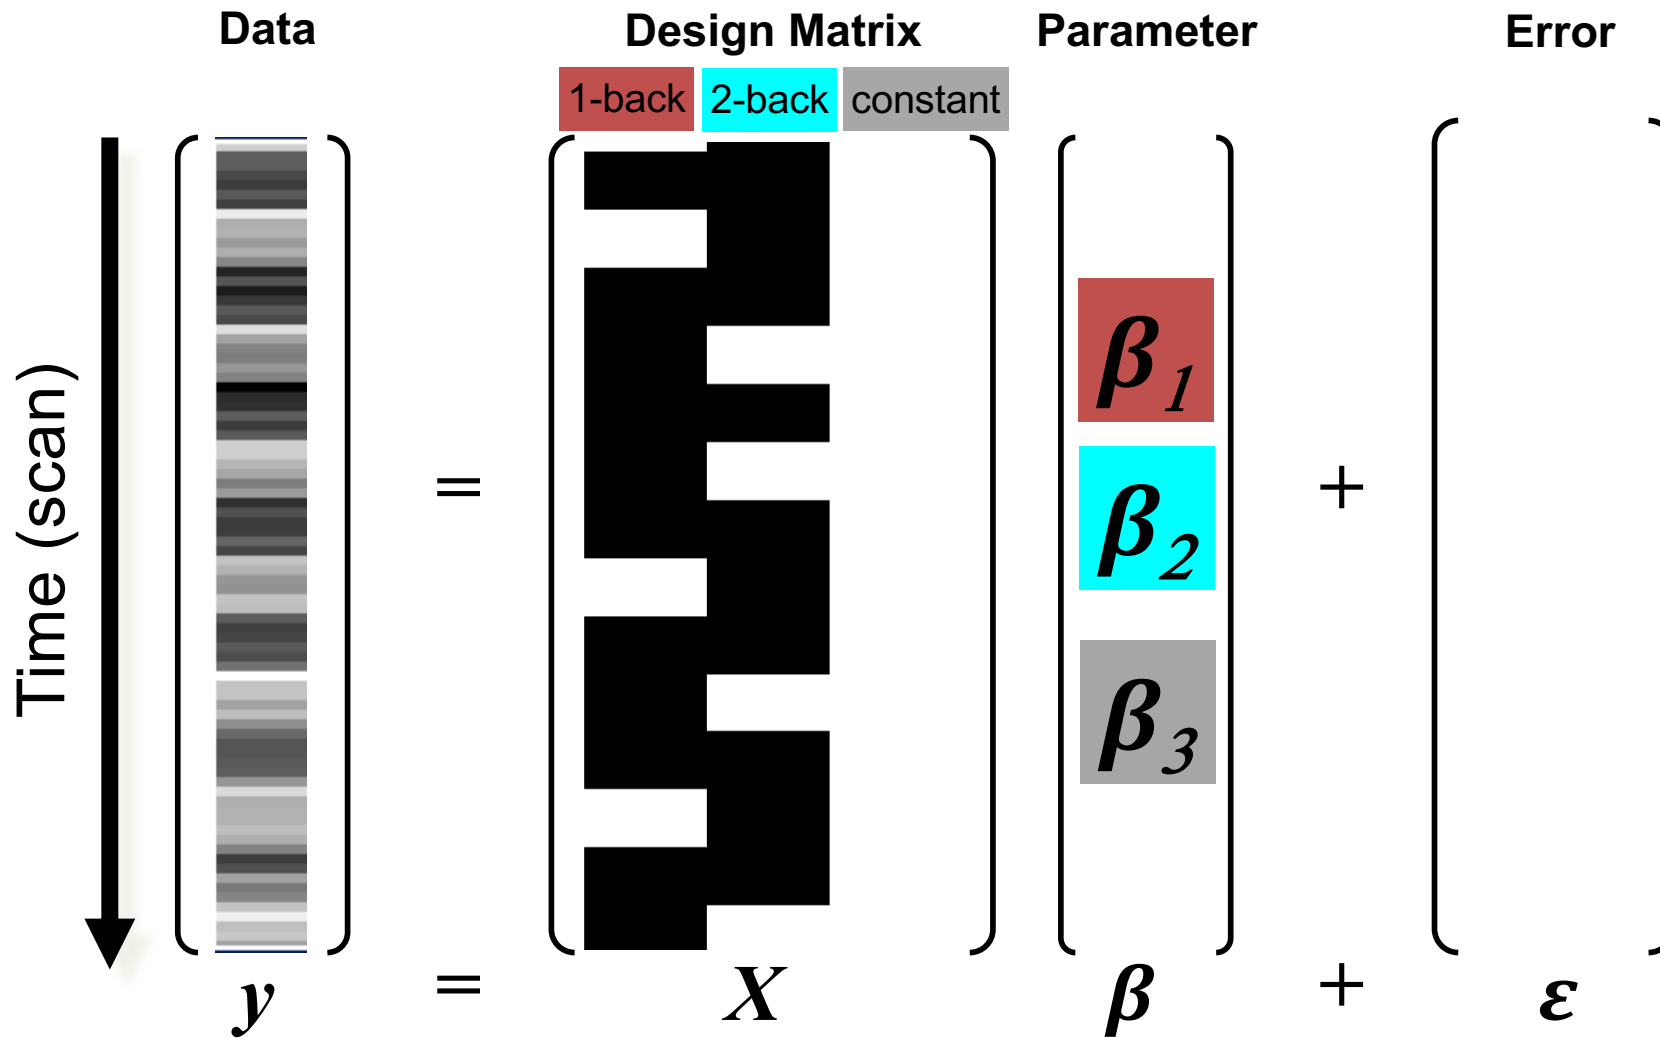 Data Design Matrix Parameter Error
1-back 2-back constant
Time (scan)
β1
β2
β3
= +
y = X β + ε